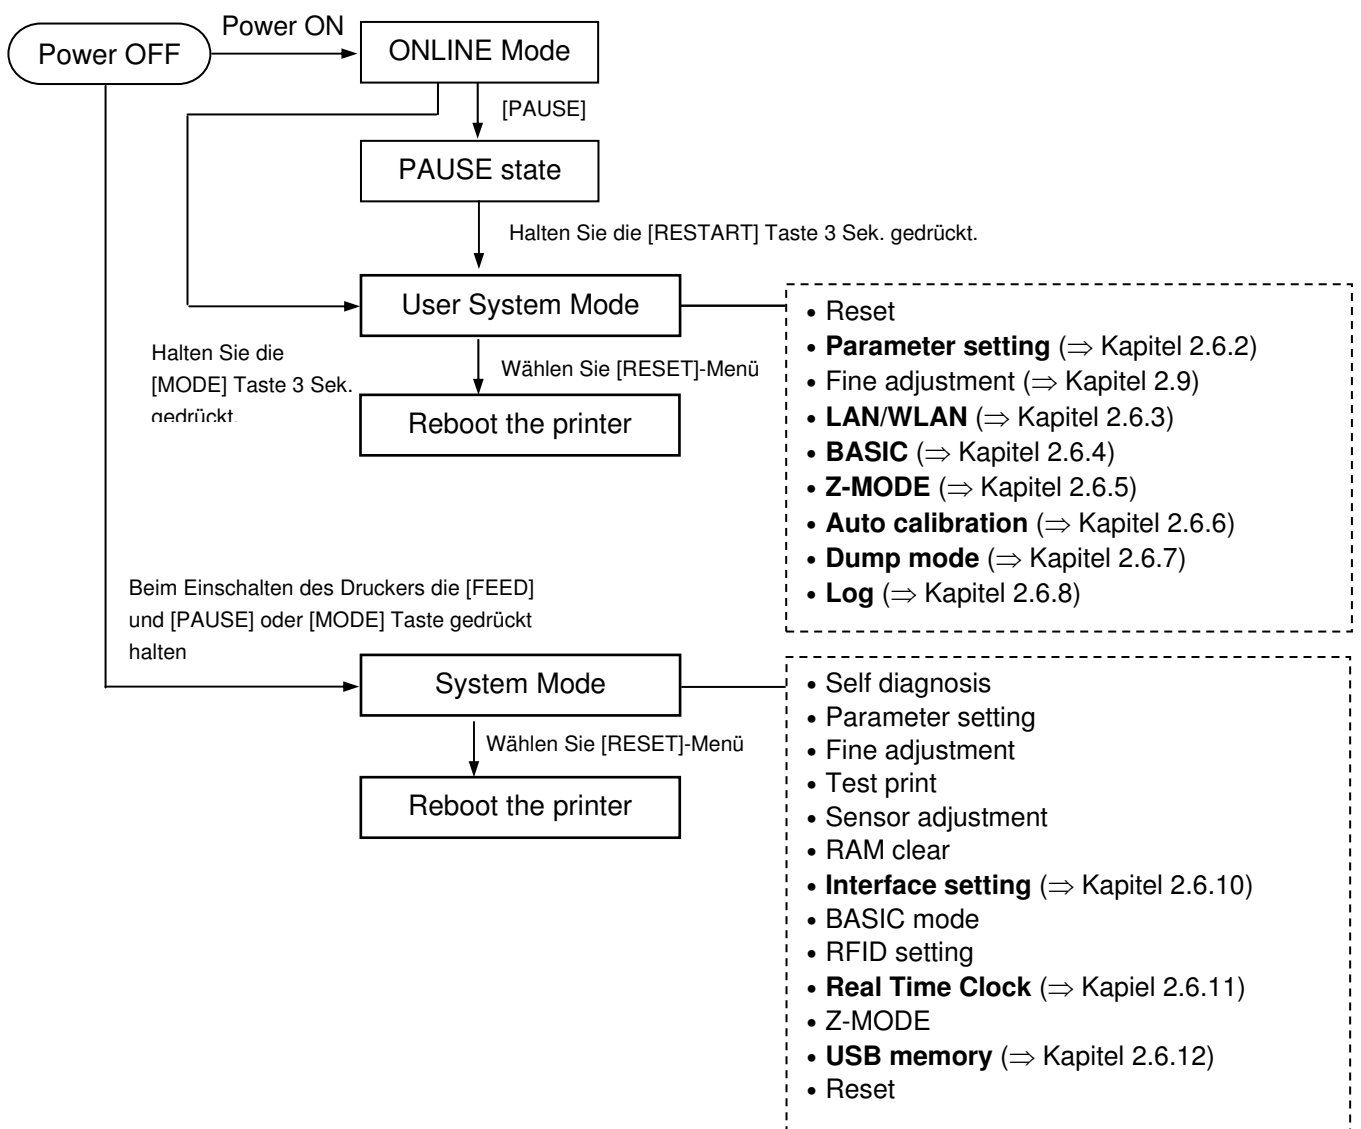 Power ON
Power OFF
ONLINE Mode
[PAUSE]
PAUSE state
Halten Sie die [RESTART] Taste 3 Sek. gedrückt.
User System Mode
Halten Sie die
[MODE] Taste 3 Sek.
gedrückt.
Wählen Sie [RESET]-Menü
Reboot the printer
• Reset
• Parameter setting (⇒ Kapitel 2.6.2)
• Fine adjustment (⇒ Kapitel 2.9)
• LAN/WLAN (⇒ Kapitel 2.6.3)
• BASIC (⇒ Kapitel 2.6.4)
• Z-MODE (⇒ Kapitel 2.6.5)
• Auto calibration (⇒ Kapitel 2.6.6)
• Dump mode (⇒ Kapitel 2.6.7)
• Log (⇒ Kapitel 2.6.8)
Beim Einschalten des Druckers die [FEED]
und [PAUSE] oder [MODE] Taste gedrückt
halten
System Mode
Wählen Sie [RESET]-Menü
Reboot the printer
• Self diagnosis
• Parameter setting
• Fine adjustment
• Test print
• Sensor adjustment
• RAM clear
• Interface setting (⇒ Kapitel 2.6.10)
• BASIC mode
• RFID setting
• Real Time Clock (⇒ Kapiel 2.6.11)
• Z-MODE
• USB memory (⇒ Kapitel 2.6.12)
• Reset